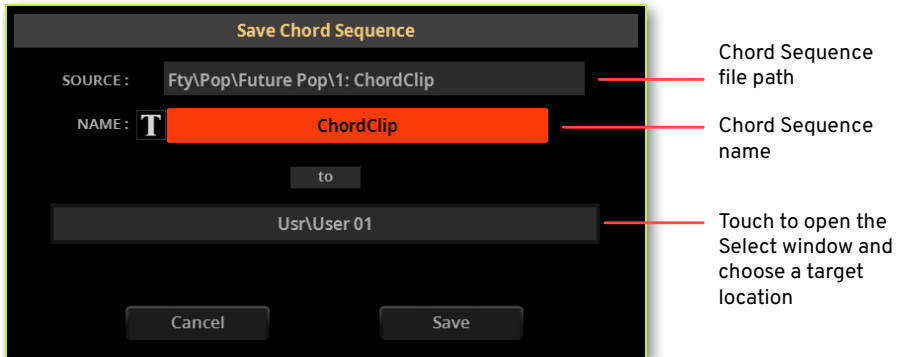 Save Chord Sequence
SOURCE : Fty\Pop\Future Pop\1: ChordClip
Chord Sequence
file path
NAME : T ChordClip
Chord Sequence
name
to
Usr\User 01
Touch to open the
Select window and
choose a target
location
Cancel Save